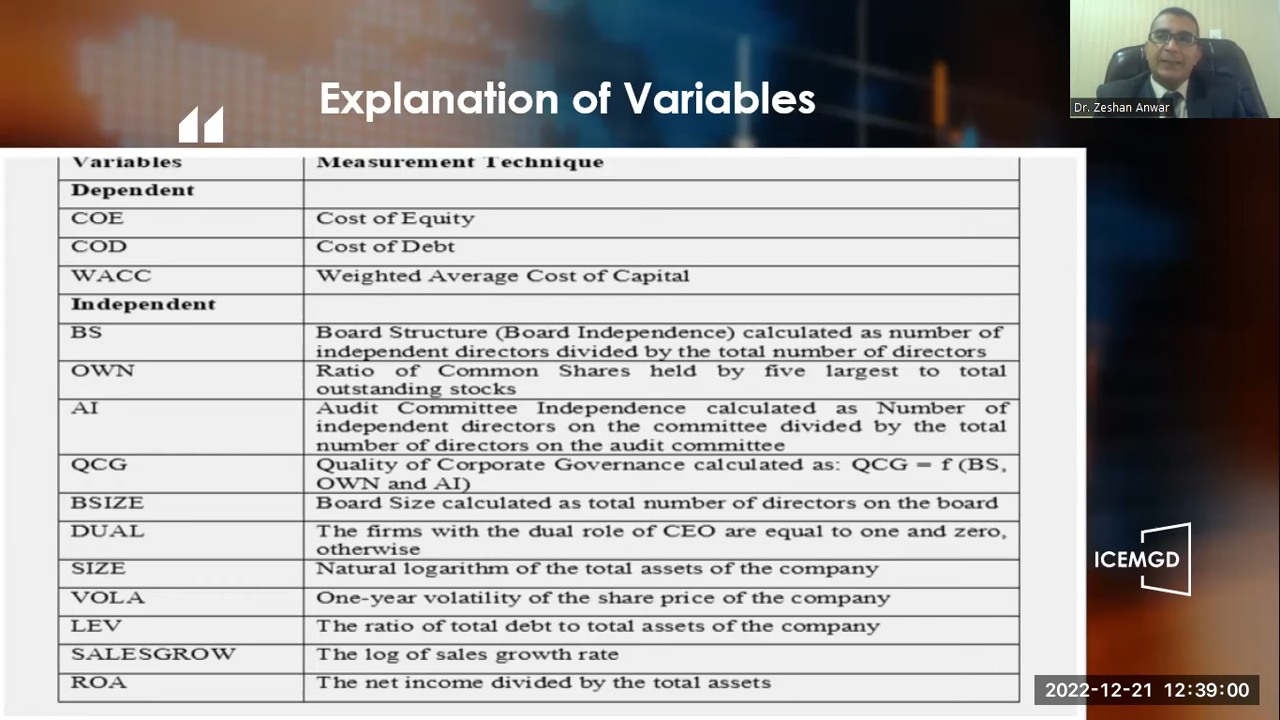 Explanation of Variables
Dr. Zeshan Anwar
Variables Measurement Technique
Dependent
COE Cost of Equity
COD Cost of Debt
WACC Weighted Average Cost of Capital
Independent
BS Board Structure (Board Independence) calculated as number of
independent directors divided by the total number of directors
OWN Ratio of Common Shares held by five largest to total
outstanding stocks
AI Audit Committee Independence calculated as Number of
independent directors on the committee divided by the total
number of directors on the audit committee
QCG Quality of Corporate Governance calculated as: QCG = f (BS,
OWN and AI)
BSIZE Board Size calculated as total number of directors on the board
DUAL The firms with the dual role of CEO are equal to one and zero,
otherwise
SIZE Natural logarithm of the total assets of the company
VOLA One-year volatility of the share price of the company
LEV The ratio of total debt to total assets of the company
SALESGROW The log of sales growth rate
ROA The net income divided by the total assets
ICEMGD
2022-12-21 12:39:00